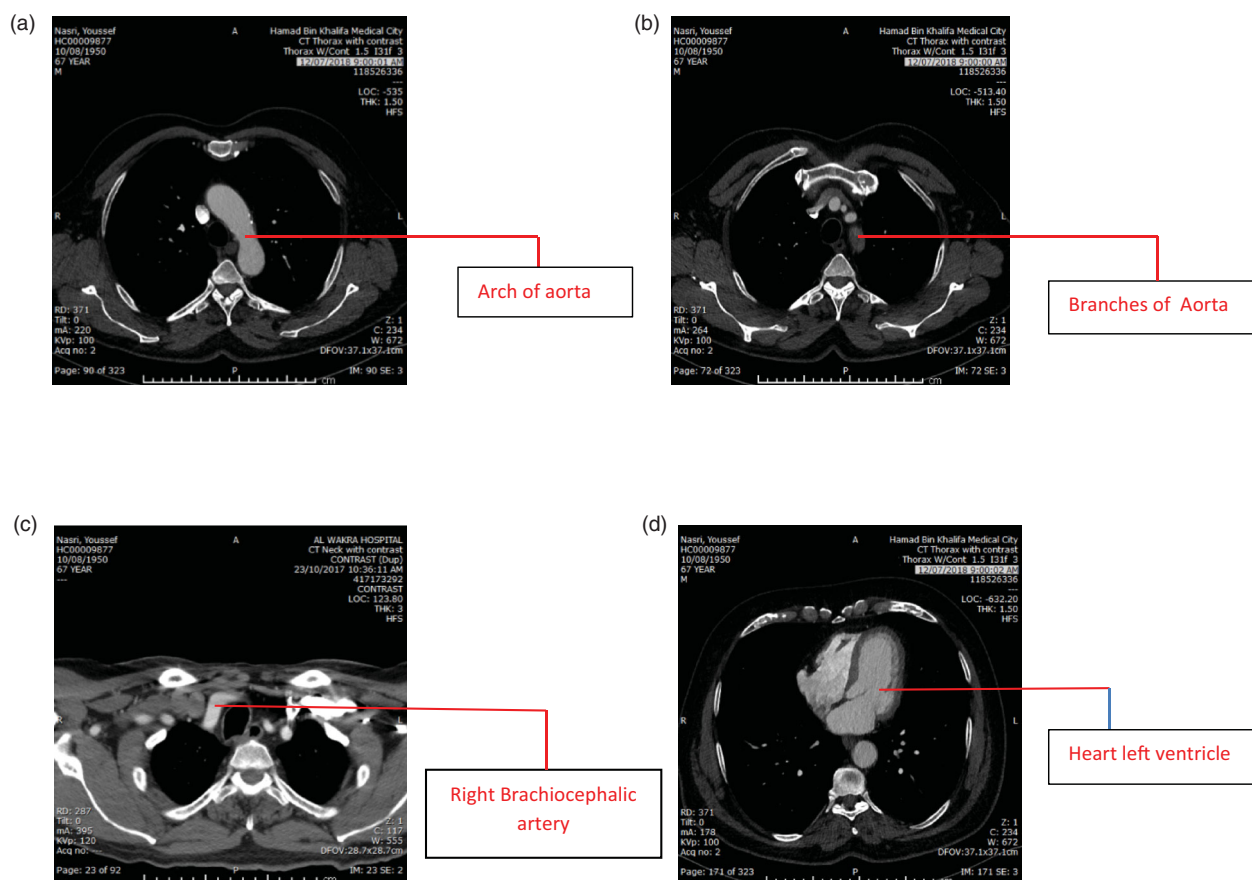 (a)
Nasri, Youssef
HC00009877
10/08/1950
67 YEAR
M
A
Hamad Bin Khalifa Medical City
CT Thorax with contrast
Thorax W/Cont 1.5 I31f 3
12/07/2018 9:00:01 AM
118526336
---
LOC: -535
THK: 1.50
HFS
R
L
Arch of aorta
RD: 371
Tilt: 0
mA: 220
KVp: 100
Acq no: 2
Z: 1
C: 234
W: 672
DFOV:37.1x37.1cm
Page: 90 of 323
P
IM: 90 SE: 3
cm
(b)
Nasri, Youssef
HC00009877
10/08/1950
67 YEAR
M
A
Hamad Bin Khalifa Medical City
CT Thorax with contrast
Thorax W/Cont 1.5 I31f 3
12/07/2018 9:00:00 AM
118526336
---
LOC: -513.40
THK: 1.50
HFS
R
L
Branches of Aorta
RD: 371
Tilt: 0
mA: 264
KVp: 100
Acq no: 2
Z: 1
C: 234
W: 672
DFOV:37.1x37.1cm
Page: 72 of 323
P
IM: 72 SE: 3
cm
(c)
Nasri, Youssef
HC00009877
10/08/1950
67 YEAR
---
A
AL WAKRA HOSPITAL
CT Neck with contrast
CONTRAST (Dup)
23/10/2017 10:36:11 AM
417173292
CONTRAST
LOC: 123.80
THK: 3
HFS
R
L
Right Brachiocephalic
artery
RD: 287
Tilt: 0
mA: 395
KVp: 120
Acq no: ---
Z: 1
C: 117
W: 555
DFOV:28.7x28.7cm
Page: 23 of 92
P
IM: 23 SE: 2
cm
(d)
Nasri, Youssef
HC00009877
10/08/1950
67 YEAR
M
A
Hamad Bin Khalifa Medical City
CT Thorax with contrast
Thorax W/Cont 1.5 I31f 3
12/07/2018 9:00:02 AM
118526336
---
LOC: -632.20
THK: 1.50
HFS
R
L
Heart left ventricle
RD: 371
Tilt: 0
mA: 178
KVp: 100
Acq no: 2
Z: 1
C: 234
W: 672
DFOV:37.1x37.1cm
Page: 171 of 323
P
IM: 171 SE: 3
cm